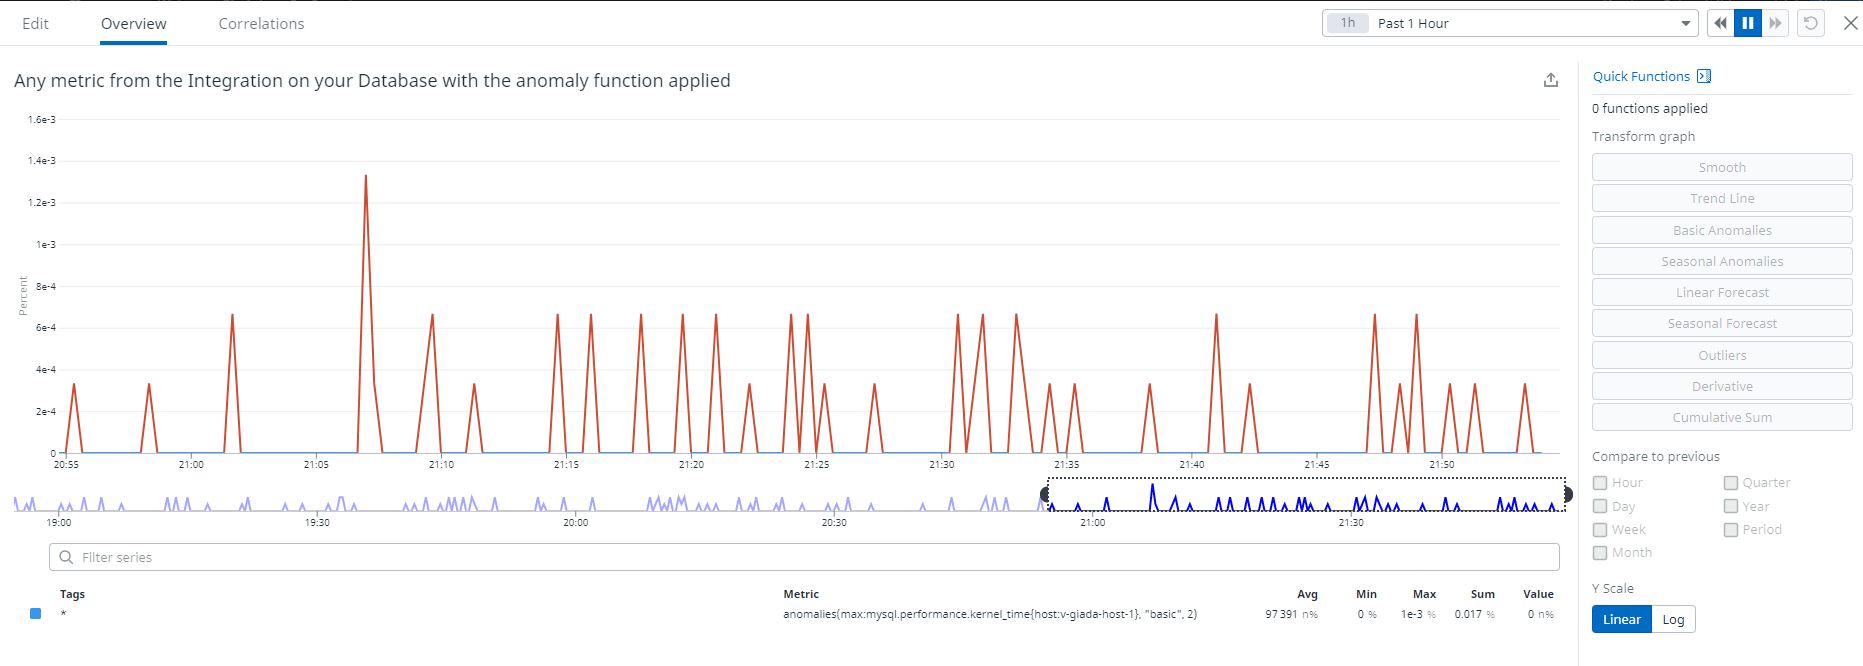 Edit Overview Correlations 1h Past 1 Hour
Any metric from the Integration on your Database with the anomaly function applied
Percent
1.6e-3
1.4e-3
1.2e-3
1e-3
8e-4
6e-4
4e-4
2e-4
0
20:55 21:00 21:05 21:10 21:15 21:20 21:25 21:30 21:35 21:40 21:45 21:50
19:00 19:30 20:00 20:30 21:00 21:30
Filter series
Tags Metric Avg Min Max Sum Value
* anomalies(max:mysql.performance.kernel_time{host:v-giada-host-1}, "basic", 2) 97 391 n% 0 % 1e-3 % 0.017 % 0 n%
Quick Functions
0 functions applied
Transform graph
Smooth
Trend Line
Basic Anomalies
Seasonal Anomalies
Linear Forecast
Seasonal Forecast
Outliers
Derivative
Cumulative Sum
Compare to previous
Hour Quarter
Day Year
Week Period
Month
Y Scale
Linear Log